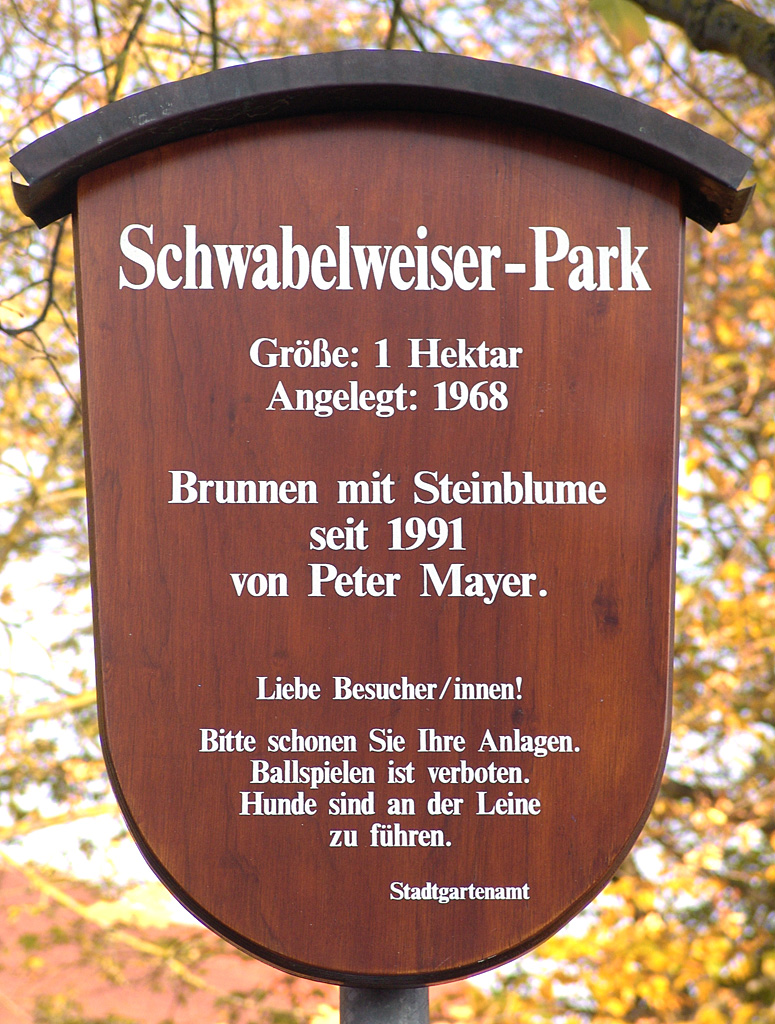 Schwabelweiser-Park
Größe: 1 Hektar
Angelegt: 1968
Brunnen mit Steinblume
seit 1991
von Peter Mayer.
Liebe Besucher/innen!
Bitte schonen Sie Ihre Anlagen.
Ballspielen ist verboten.
Hunde sind an der Leine
zu führen.
Stadtgartenamt